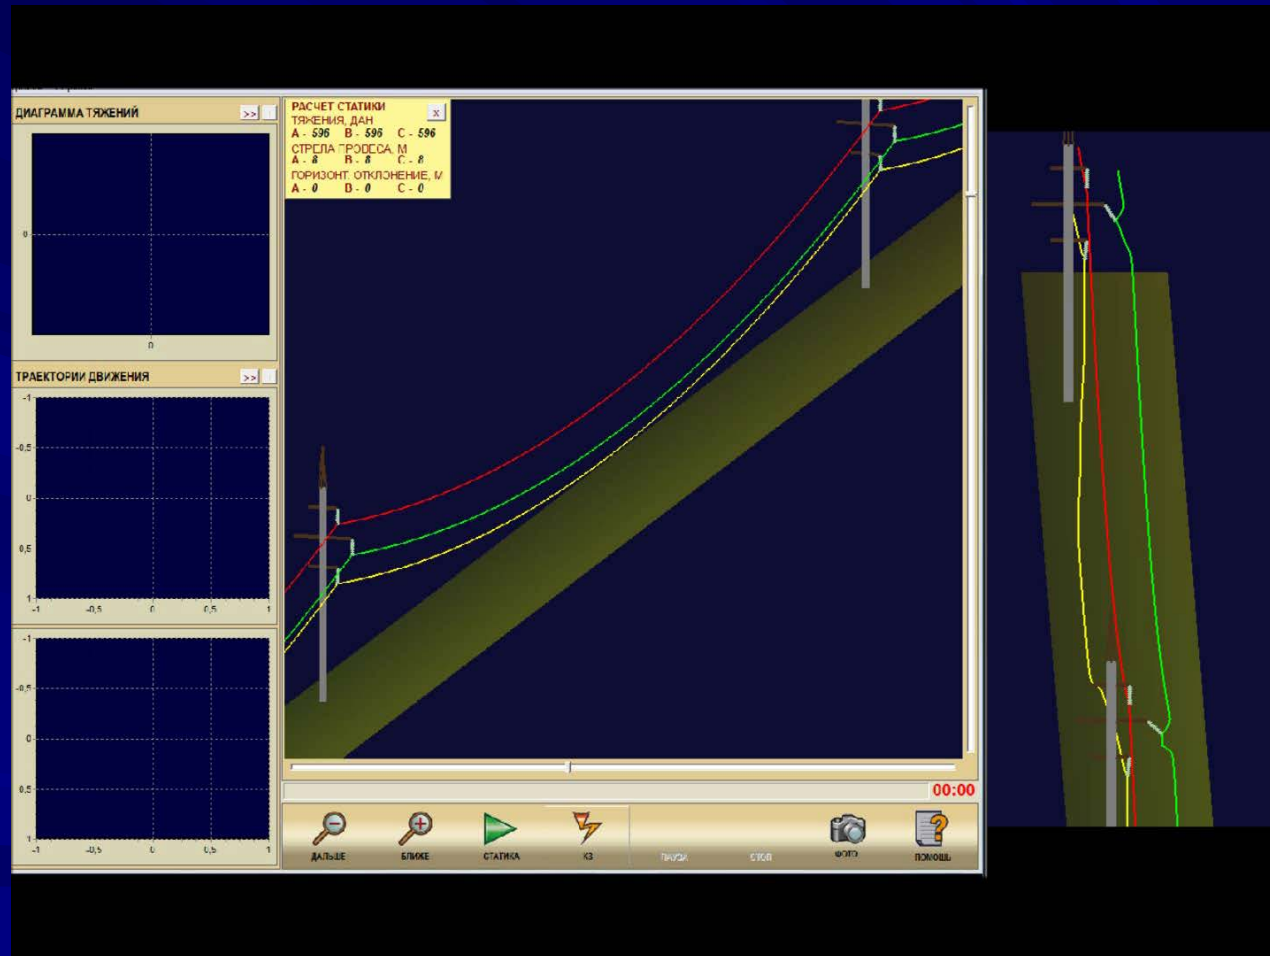 ДИАГРАММА ТЯЖЕНИЙ >>
0
0
ТРАЕКТОРИИ ДВИЖЕНИЯ >>
-1
-0,5
0
0,5
1
-1 -0,5 0 0,5 1
-1
-0,5
0
0,5
1
-1 -0,5 0 0,5 1
РАСЧЕТ СТАТИКИ x
ТЯЖЕНИЯ, ДАН
A - 596 B - 596 C - 596
СТРЕЛА ПРОВЕСА, М
A - 8 B - 8 C - 8
ГОРИЗОНТ. ОТКЛОНЕНИЕ, М
A - 0 B - 0 C - 0
00:00
ДАЛЬШЕ БЛИЖЕ СТАТИКА КЗ ПАУЗА СТОП ФОТО ПОМОЩЬ